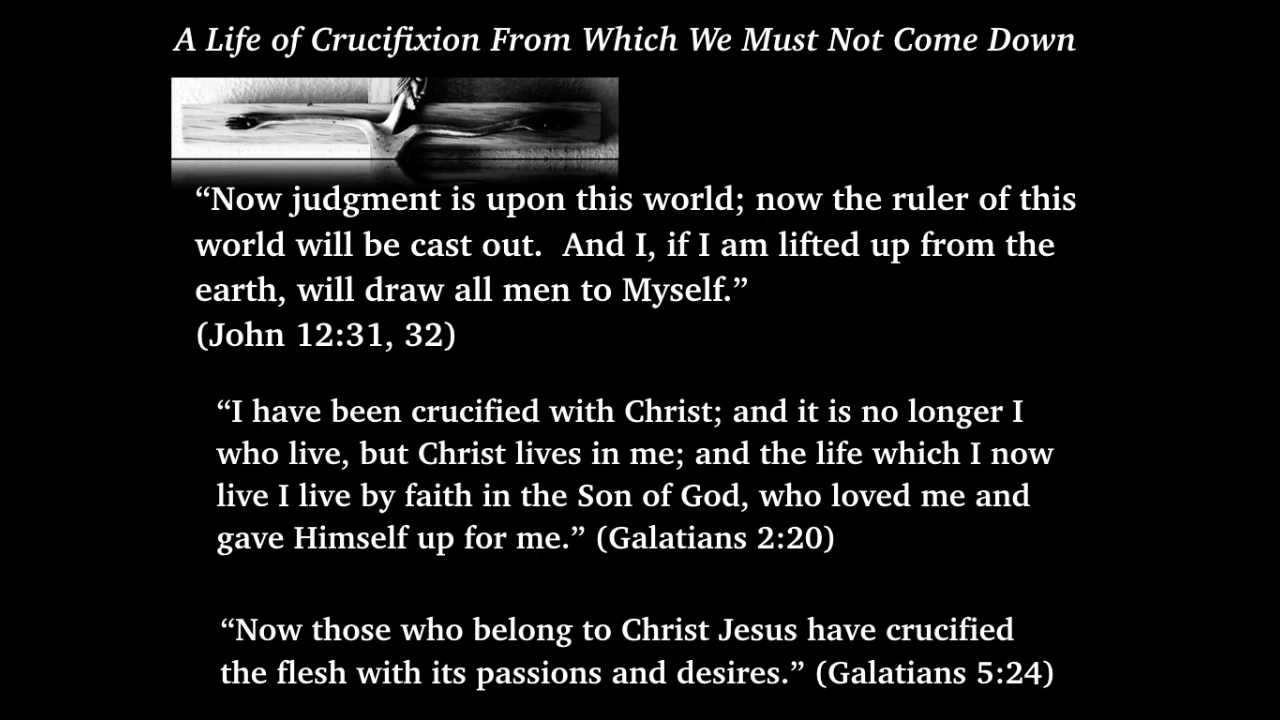 A Life of Crucifixion From Which We Must Not Come Down
“Now judgment is upon this world; now the ruler of this
world will be cast out.  And I, if I am lifted up from the
earth, will draw all men to Myself.”
(John 12:31, 32)
“I have been crucified with Christ; and it is no longer I
who live, but Christ lives in me; and the life which I now
live I live by faith in the Son of God, who loved me and
gave Himself up for me.” (Galatians 2:20)
“Now those who belong to Christ Jesus have crucified
the flesh with its passions and desires.” (Galatians 5:24)